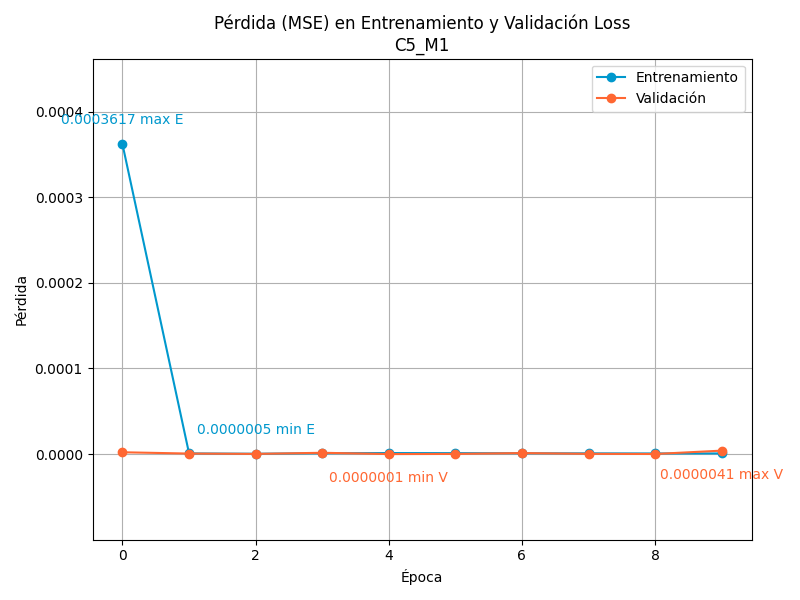 Pérdida (MSE) en Entrenamiento y Validación Loss
C5_M1
Entrenamiento
Validación
0.0004
0.0003617 max E
0.0003
0.0002
Pérdida
0.0001
0.0000005 min E
0.0000
0.0000001 min V
0.0000041 max V
0
2
4
6
8
Época